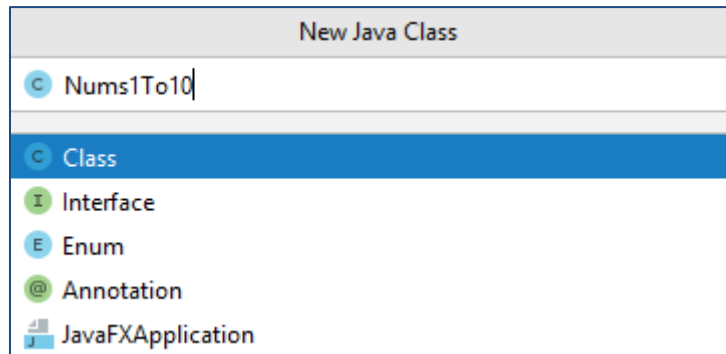 New Java Class
C Nums1To10
C Class
I Interface
E Enum
@ Annotation
J JavaFXApplication